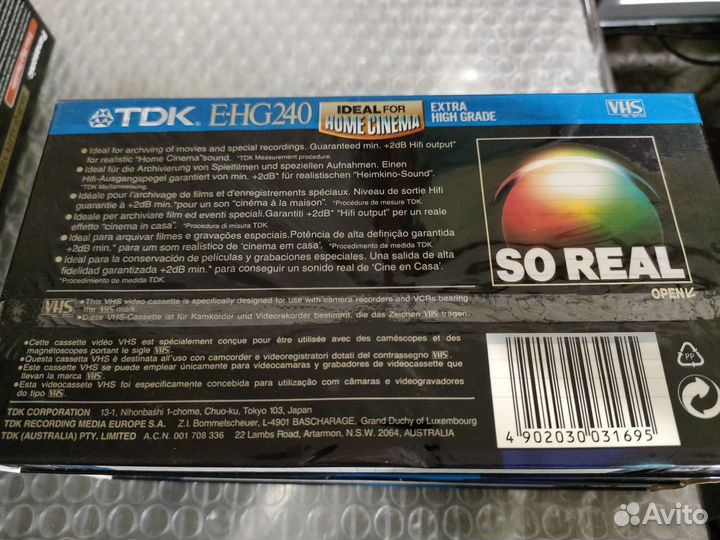 Panasonic
TDK E-HG240 IDEAL FOR HOME CINEMA EXTRA HIGH GRADE VHS
Ideal for archiving of movies and special recordings. Guaranteed min. +2dB Hifi output*
for realistic "Home Cinema"sound. *TDK Measurement procedure.
Ideal für die Archivierung von Spielfilmen und speziellen Aufnahmen. Einen
Hifi-Ausgangspegel garantiert von min. +2dB* für realistischen "Heimkino-Sound".
*TDK Meßanweisung.
Idéale pour l'archivage de films et d'enregistrements spéciaux. Niveau de sortie Hifi
guarantie à +2dB min.*pour un son "cinéma à la maison". *Procédure de mesure TDK.
Ideale per archiviare film ed eventi speciali.Garantiti +2dB* "Hifi output" per un reale
effetto "cinema in casa". *Procedura di misura TDK.
Ideal para arquivar filmes e gravações especiais.Potência de alta definição garantida
+2dB min.* para um som realístico de 'cinema em casa'. *Procedimento de medida TDK.
Ideal para la conservación de películas y grabaciones especiales. Una salida de alta
fidelidad garantizada +2dB min.* para conseguir un sonido real de 'Cine en Casa'.
*Procedimiento de medida TDK.
SO REAL
OPEN
VHS
This VHS video cassette is specifically designed for use with camera recorders and VCRs bearing
the VHS mark.
Diese VHS-Cassette ist für Kamkorder und Videorekorder bestimmt, die das Zeichen VHS tragen.
Cette cassette vidéo VHS est spécialement conçue pour être utilisée avec des caméscopes et des
magnétoscopes portant le sigle VHS.
Questa cassetta VHS è destinata all'uso con camcorder e videoregistratori dotati del contrassegno VHS.
Este cassette VHS se puede emplear únicamente para videocamaras y grabadores de videocassette que
llevan la marca VHS.
Esta videocassete VHS foi especificamente concebida para utilização com câmaras e videogravadores
do tipo VHS.
TDK CORPORATION 13-1, Nihonbashi 1-chome, Chuo-ku, Tokyo 103, Japan
TDK RECORDING MEDIA EUROPE S.A. Z.I. Bommelscheuer, L-4901 BASCHARAGE, Grand Duchy of Luxembourg
TDK (AUSTRALIA) PTY. LIMITED A.C.N. 001 708 336 22 Lambs Road, Artarmon, N.S.W. 2064, AUSTRALIA
4 902030 031695
PP
Avito